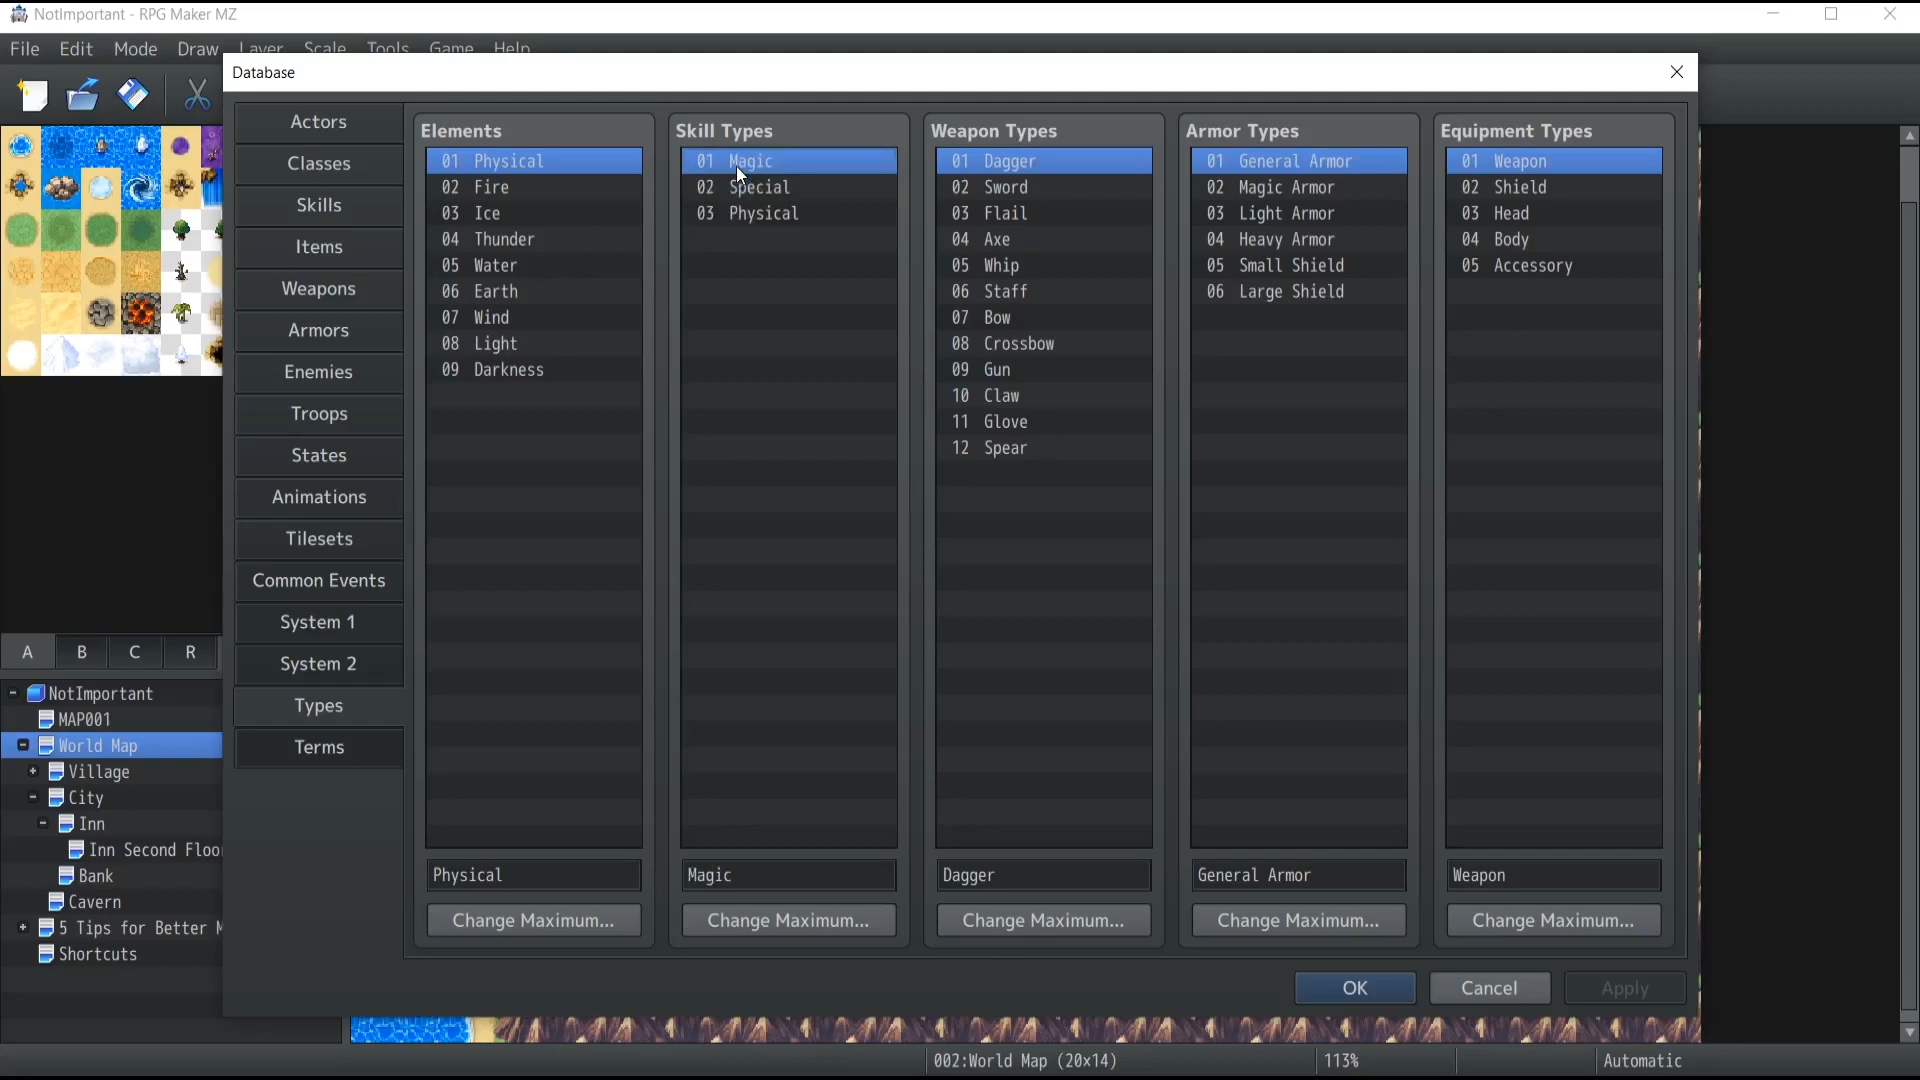 NotImportant - RPG Maker MZ
File Edit Mode Draw Layer Scale Tools Game Help
Database
Actors
Classes
Skills
Items
Weapons
Armors
Enemies
Troops
States
Animations
Tilesets
Common Events
System 1
System 2
Types
Terms
Elements
01 Physical
02 Fire
03 Ice
04 Thunder
05 Water
06 Earth
07 Wind
08 Light
09 Darkness
Physical
Change Maximum...
Skill Types
01 Magic
02 Special
03 Physical
Magic
Change Maximum...
Weapon Types
01 Dagger
02 Sword
03 Flail
04 Axe
05 Whip
06 Staff
07 Bow
08 Crossbow
09 Gun
10 Claw
11 Glove
12 Spear
Dagger
Change Maximum...
Armor Types
01 General Armor
02 Magic Armor
03 Light Armor
04 Heavy Armor
05 Small Shield
06 Large Shield
General Armor
Change Maximum...
Equipment Types
01 Weapon
02 Shield
03 Head
04 Body
05 Accessory
Weapon
Change Maximum...
OK Cancel Apply
A B C R
NotImportant
MAP001
World Map
Village
City
Inn
Inn Second Floor
Bank
Cavern
5 Tips for Better M
Shortcuts
002:World Map (20×14) 113% Automatic